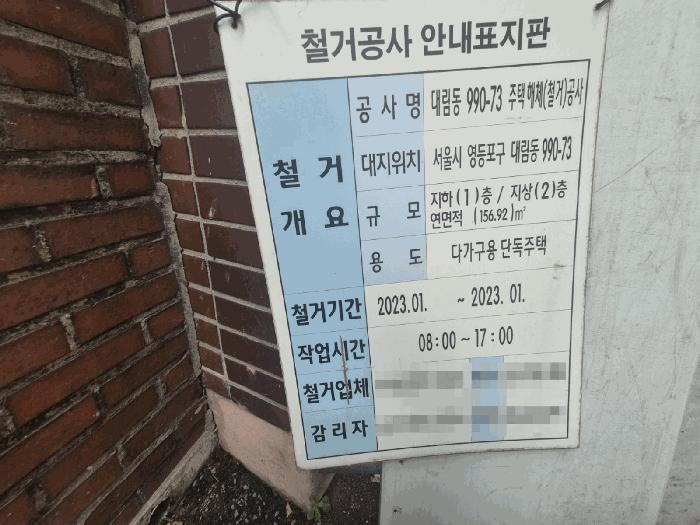 철거공사 안내표지판
철거 개요
공사명 대림동 990-73 주택해체(철거)공사
대지위치 서울시 영등포구 대림동 990-73
규모 지하(1)층 / 지상(2)층
연면적 (156.92)㎡
용도 다가구용 단독주택
철거기간 2023.01. ~ 2023. 01.
작업시간 08:00 ~ 17:00
철거업체
감리자